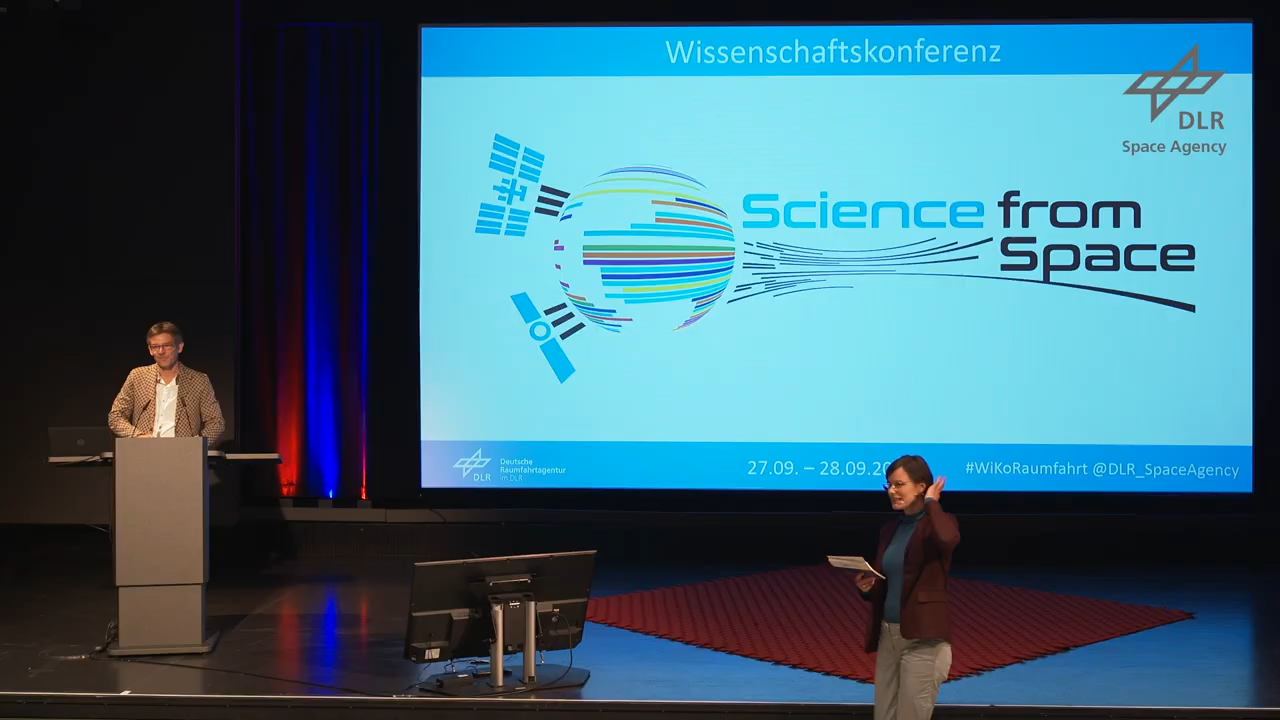 Wissenschaftskonferenz
DLR
Space Agency
Science from
Space
DLR
Deutsche
Raumfahrtagentur
im DLR
27.09. – 28.09.20
#WiKoRaumfahrt @DLR_SpaceAgency